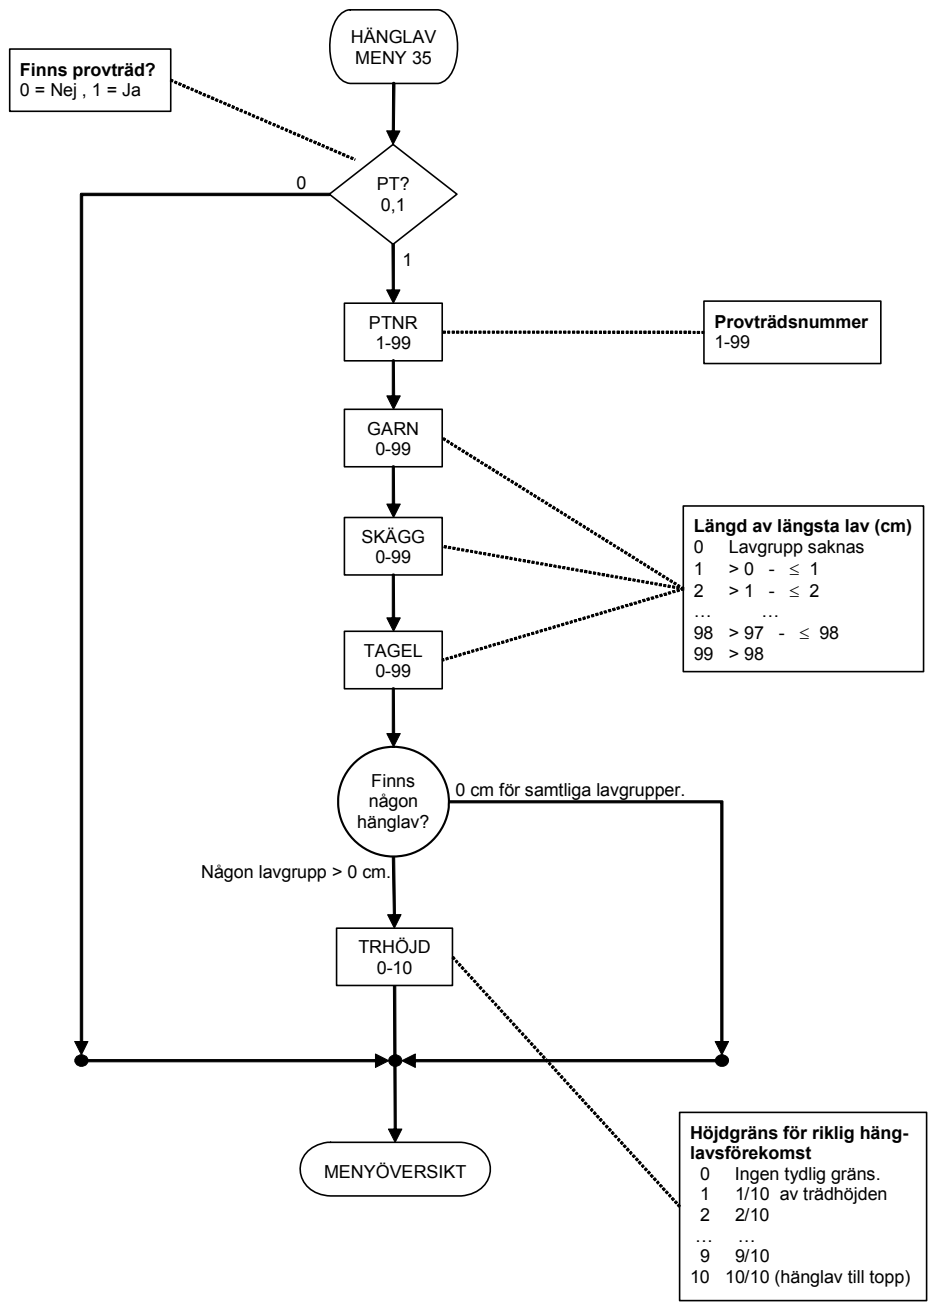 HÄNGLAV
MENY 35
Finns provträd?
0 = Nej , 1 = Ja
PT?
0,1
0
1
PTNR
1-99
Provträdsnummer
1-99
GARN
0-99
SKÄGG
0-99
TAGEL
0-99
Längd av längsta lav (cm)
0 Lavgrupp saknas
1 > 0 - ≤ 1
2 > 1 - ≤ 2
... ...
98 > 97 - ≤ 98
99 > 98
Finns
någon
hänglav?
0 cm för samtliga lavgrupper.
Någon lavgrupp > 0 cm.
TRHÖJD
0-10
MENYÖVERSIKT
Höjdgräns för riklig häng-
lavsförekomst
0 Ingen tydlig gräns.
1 1/10 av trädhöjden
2 2/10
... ...
9 9/10
10 10/10 (hänglav till topp)